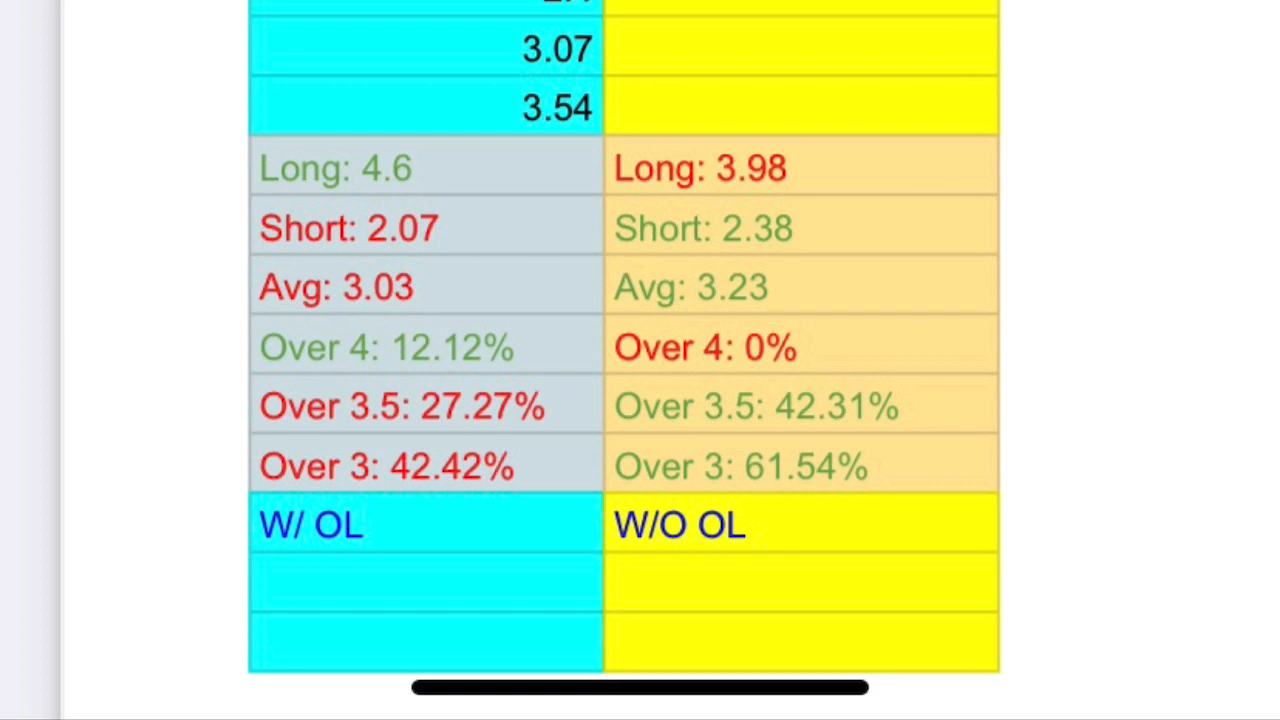 3.07
3.54
Long: 4.6 Long: 3.98
Short: 2.07 Short: 2.38
Avg: 3.03 Avg: 3.23
Over 4: 12.12% Over 4: 0%
Over 3.5: 27.27% Over 3.5: 42.31%
Over 3: 42.42% Over 3: 61.54%
W/ OL W/O OL